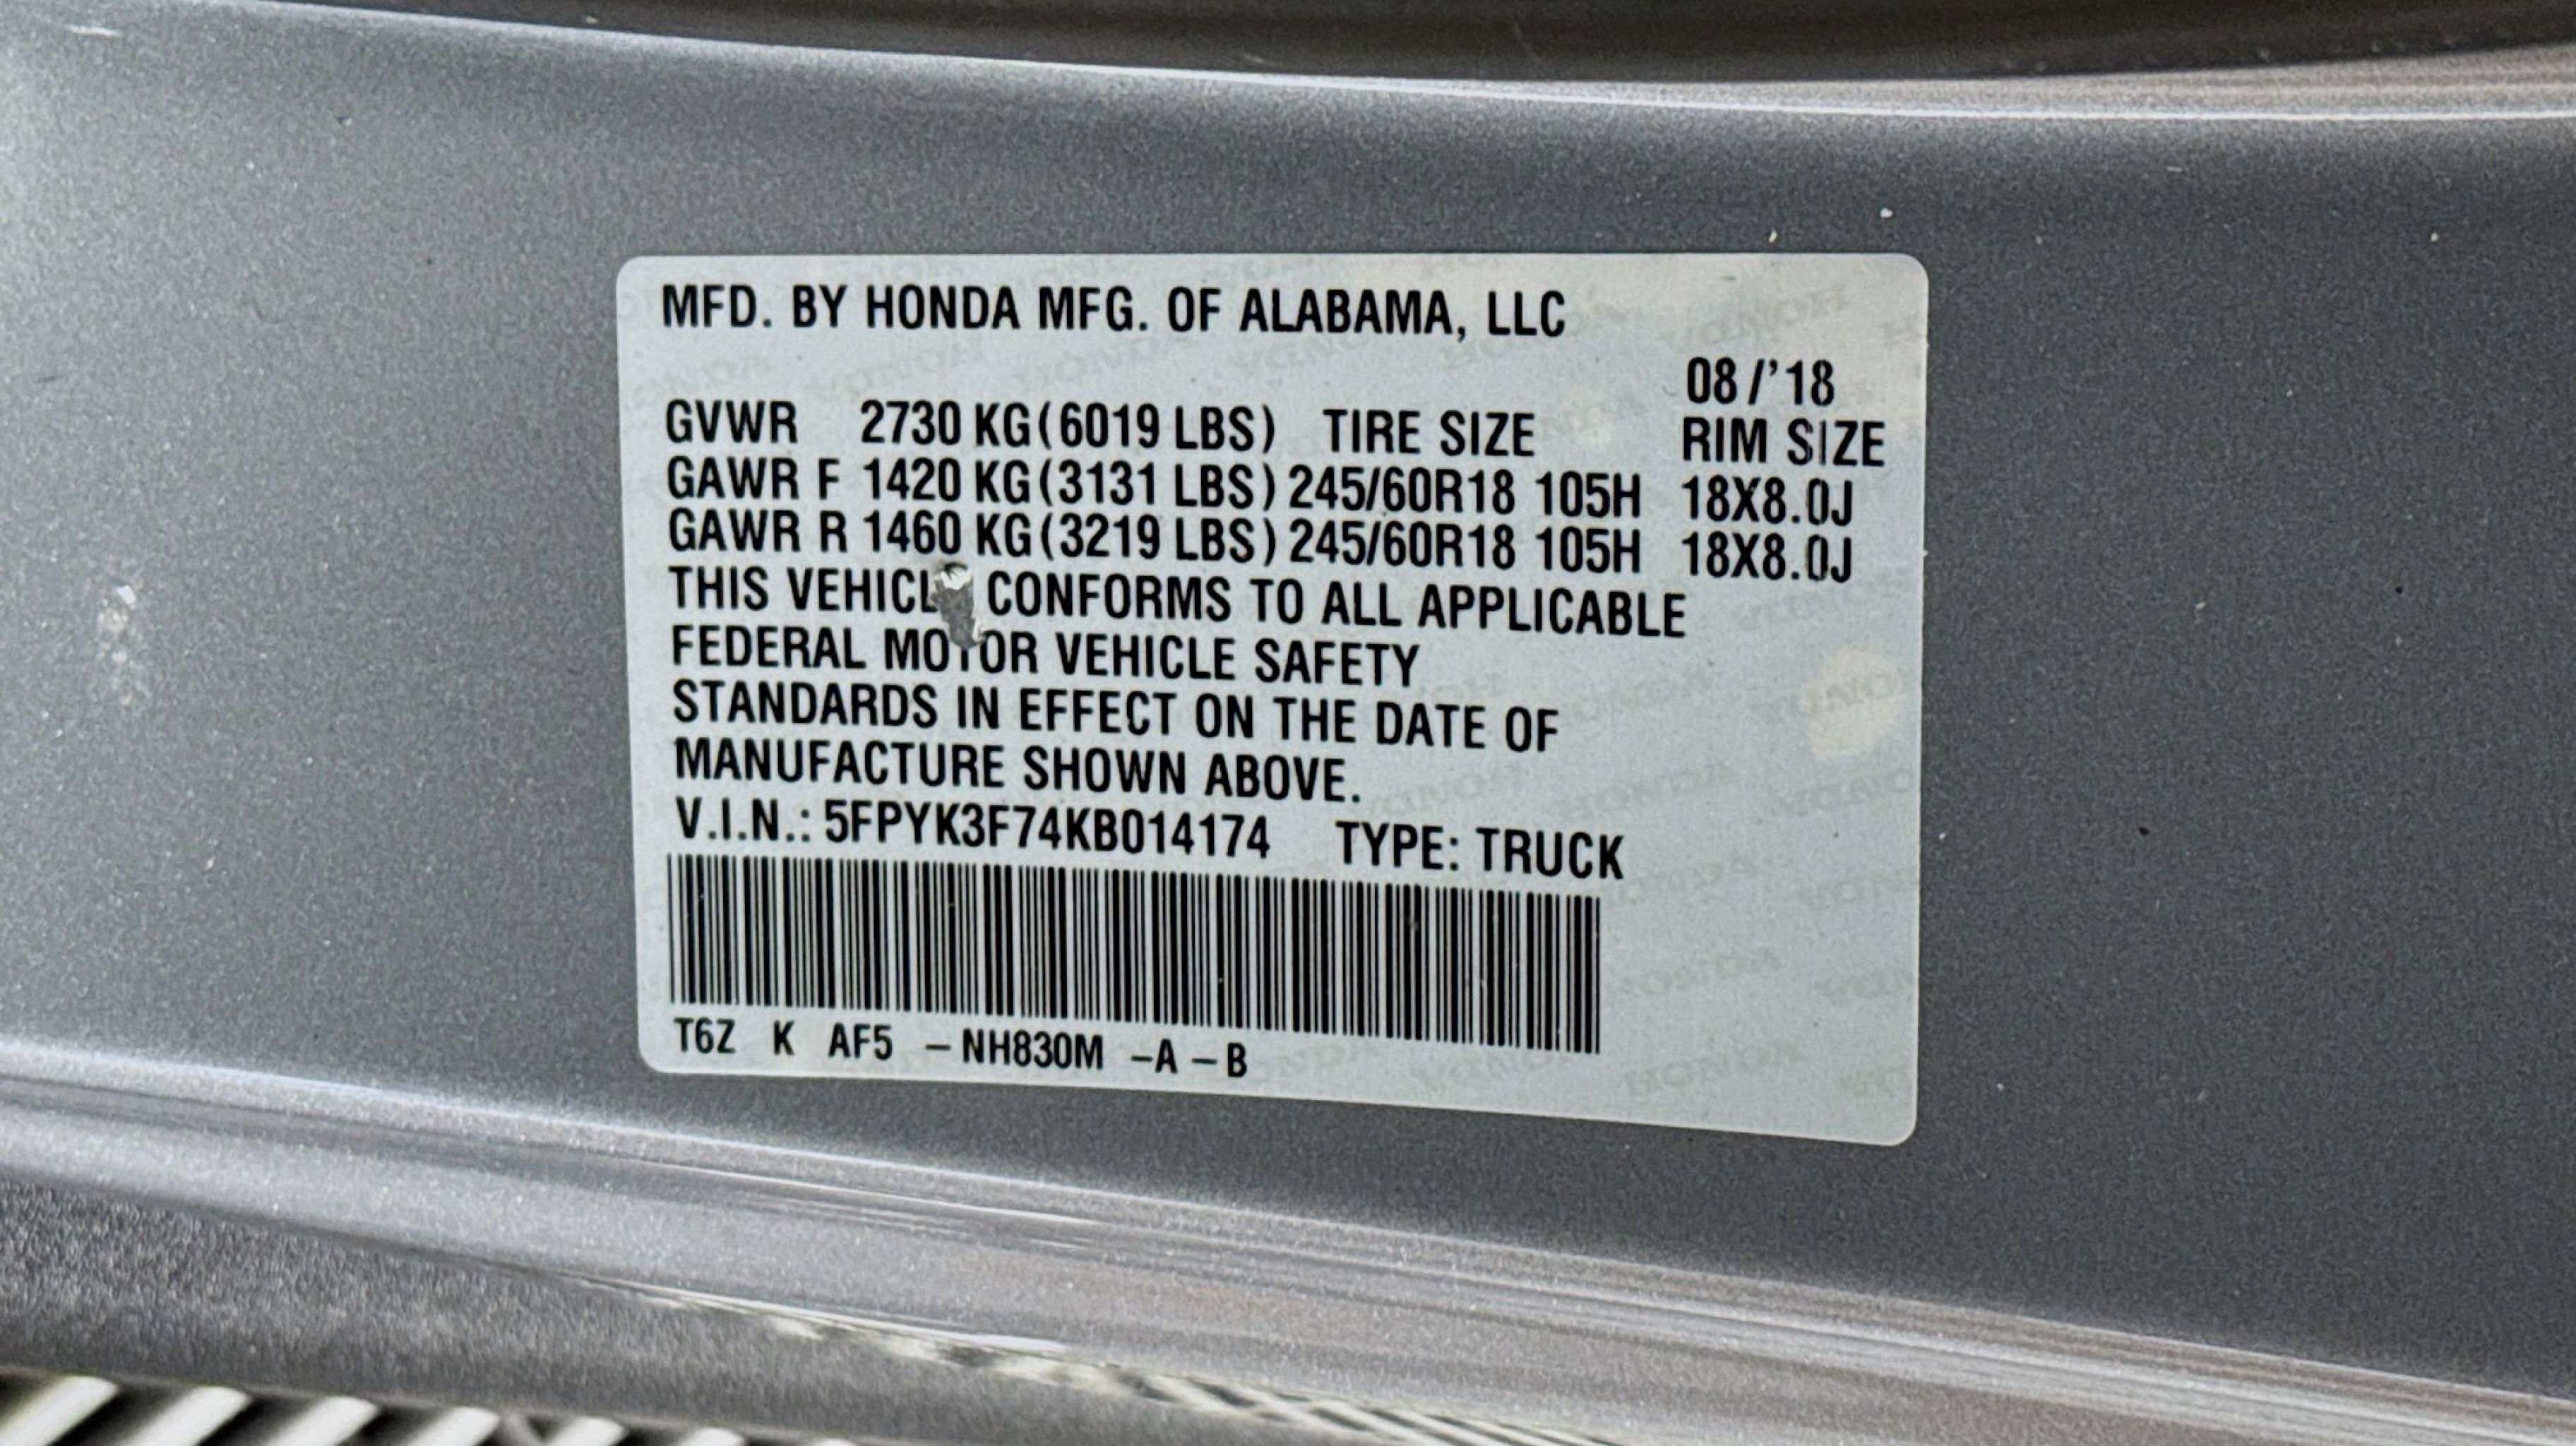 MFD. BY HONDA MFG. OF ALABAMA, LLC
08/'18
GVWR 2730 KG(6019 LBS) TIRE SIZE RIM SIZE
GAWR F 1420 KG(3131 LBS) 245/60R18 105H 18X8.0J
GAWR R 1460 KG(3219 LBS) 245/60R18 105H 18X8.0J
THIS CONFORMS TO ALL APPLICABLE
FEDERAL MOTOR VEHICLE SAFETY
STANDARDS IN EFFECT ON THE DATE OF
MANUFACTURE SHOWN ABOVE.
V.I.N.: 5FPYK3F74KB014174 TYPE: TRUCK
T6Z K AF5 -NH830M -A -B